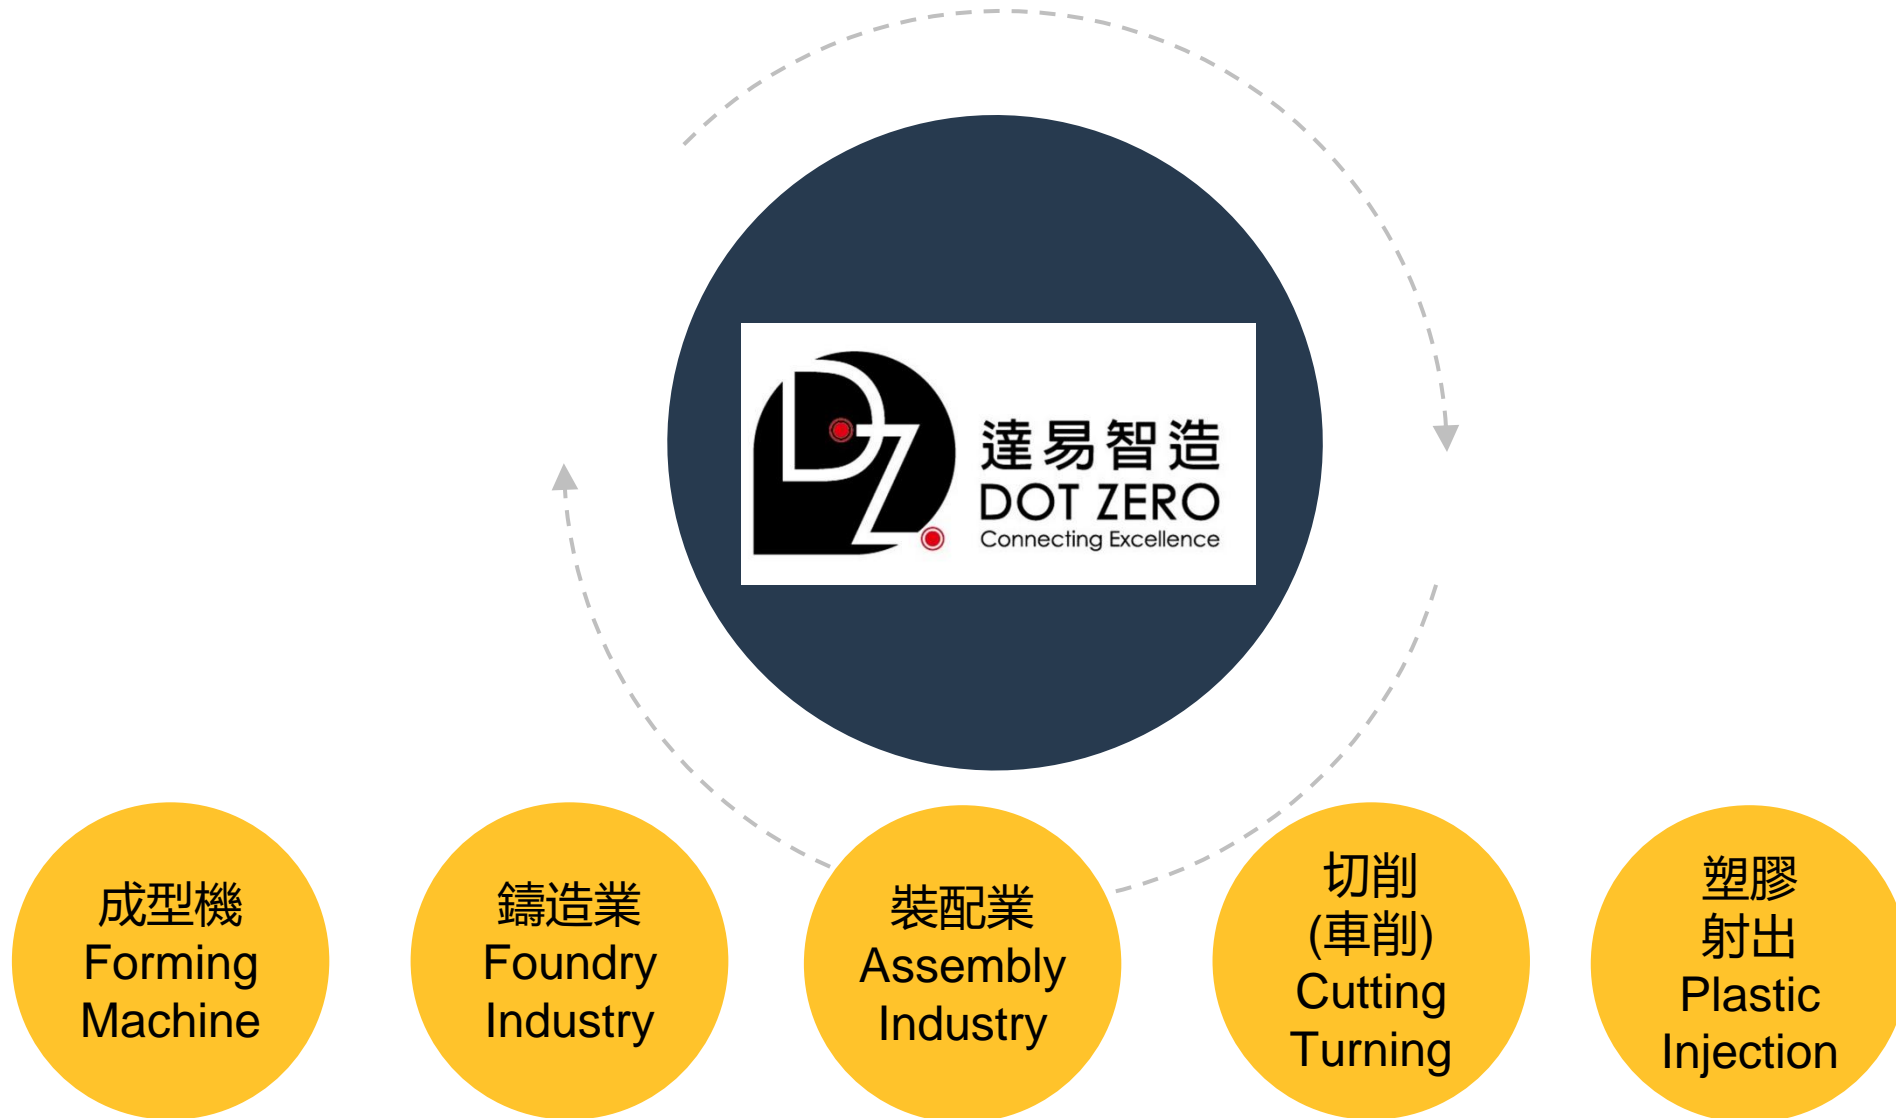 DZ.
達易智造
DOT ZERO
Connecting Excellence
成型機
Forming
Machine
鑄造業
Foundry
Industry
裝配業
Assembly
Industry
切削
(車削)
Cutting
Turning
塑膠
射出
Plastic
Injection